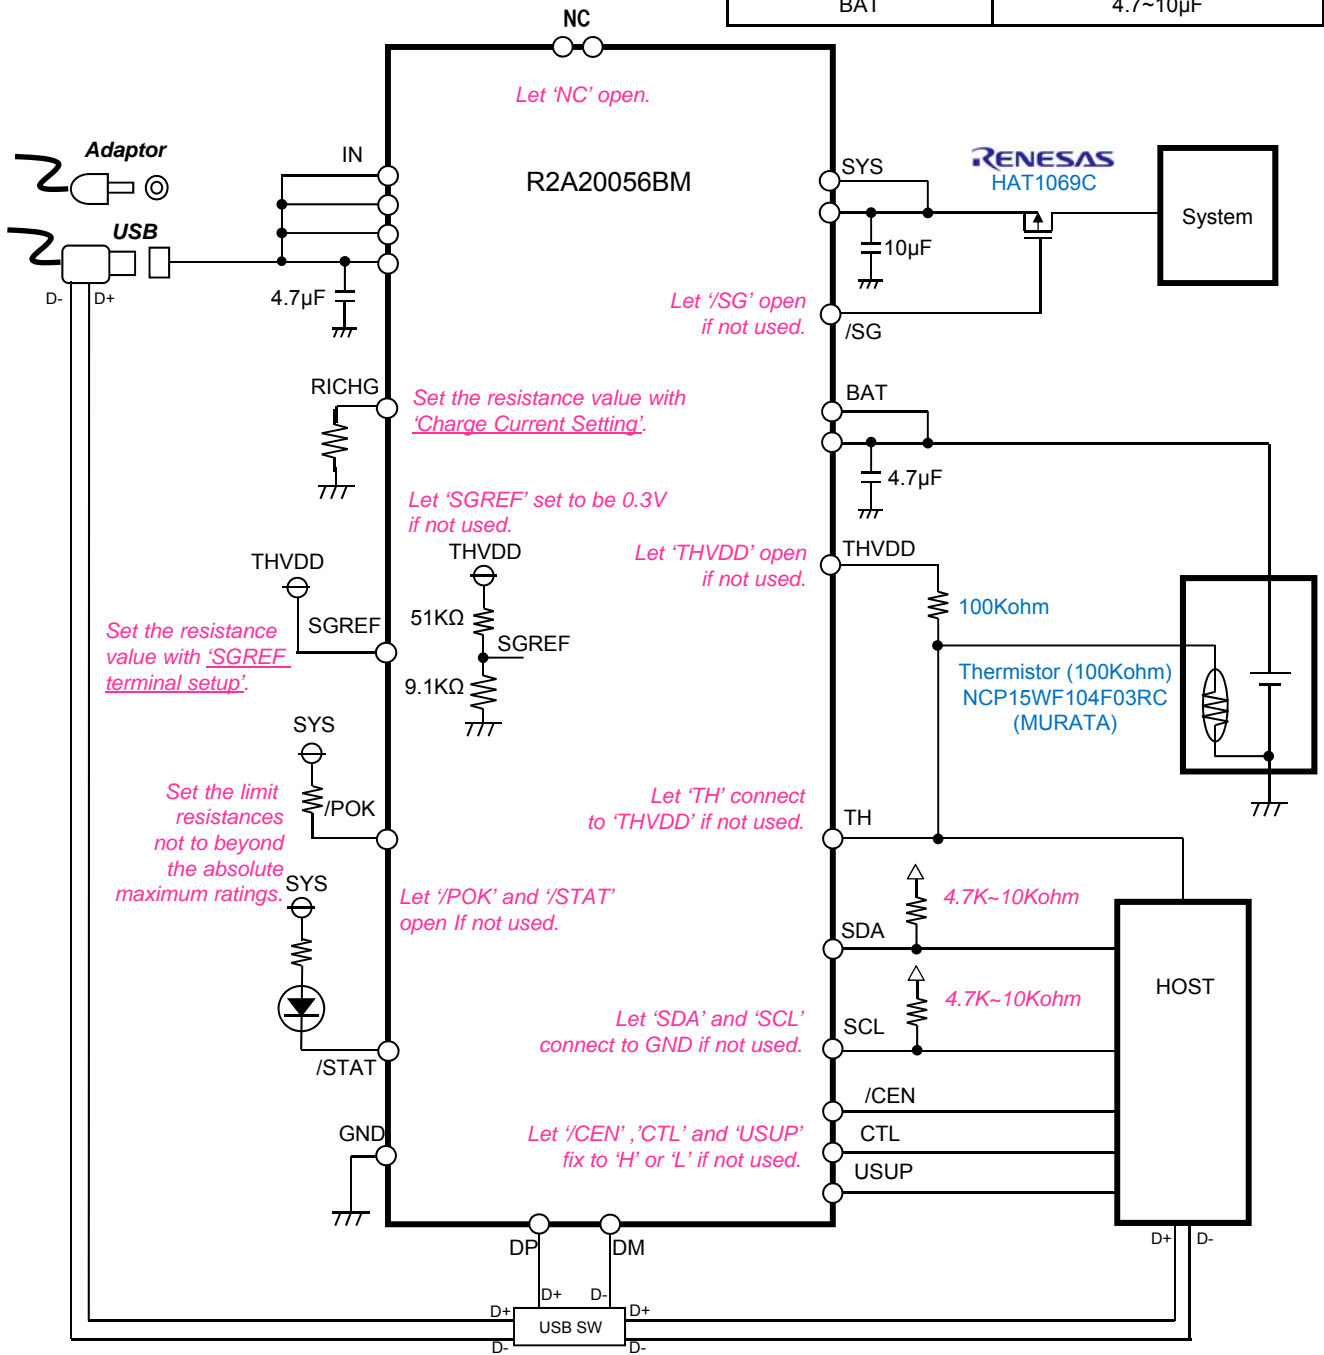 BAT 4.7~10μF
NC
Let ‘NC’ open.
Adaptor
IN
R2A20056BM
SYS
RENESAS
HAT1069C
System
USB
10μF
D- D+
4.7μF
Let ‘/SG’ open
if not used.
/SG
RICHG
Set the resistance value with
‘Charge Current Setting’.
BAT
4.7μF
Let ‘SGREF’ set to be 0.3V
if not used.
THVDD
THVDD
Let ‘THVDD’ open
if not used.
THVDD
51KΩ
SGREF
SGREF
100Kohm
Set the resistance
value with ‘SGREF
terminal setup’.
9.1KΩ
Thermistor (100Kohm)
NCP15WF104F03RC
(MURATA)
SYS
Set the limit
resistances
not to beyond
the absolute
maximum ratings.
/POK
Let ‘TH’ connect
to ‘THVDD’ if not used.
TH
SYS
Let ‘/POK’ and ‘/STAT’
open If not used.
4.7K~10Kohm
SDA
HOST
4.7K~10Kohm
Let ‘SDA’ and ‘SCL’
connect to GND if not used.
SCL
/STAT
/CEN
GND
Let ‘/CEN’ ,’CTL’ and ‘USUP’
fix to ‘H’ or ‘L’ if not used.
CTL
USUP
DP DM
D+ D-
D+ D-
D+ D+
USB SW
D- D-